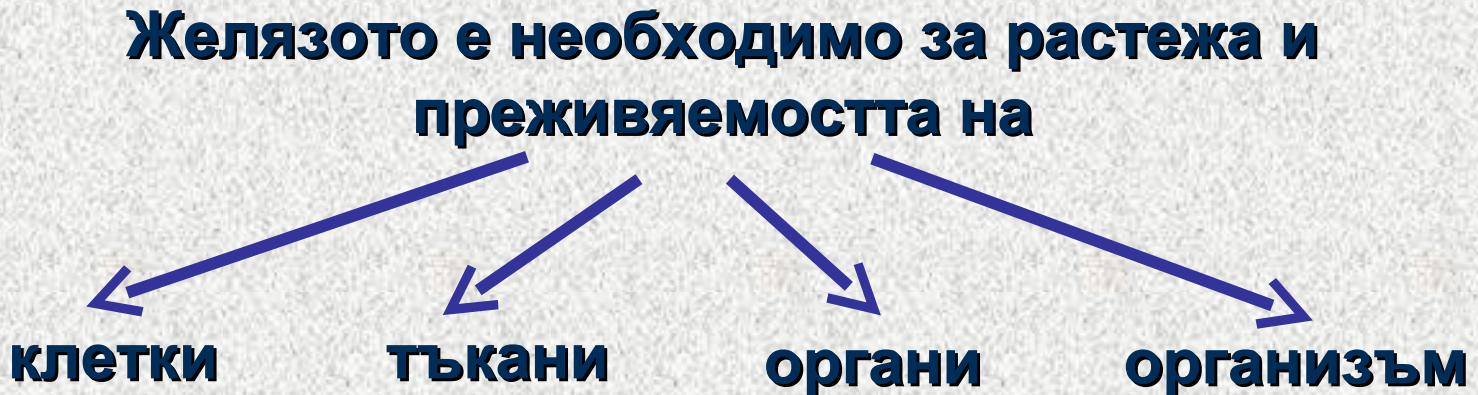 Желязото е необходимо за растежа и
преживяемостта на
клетки тъкани органи организъм